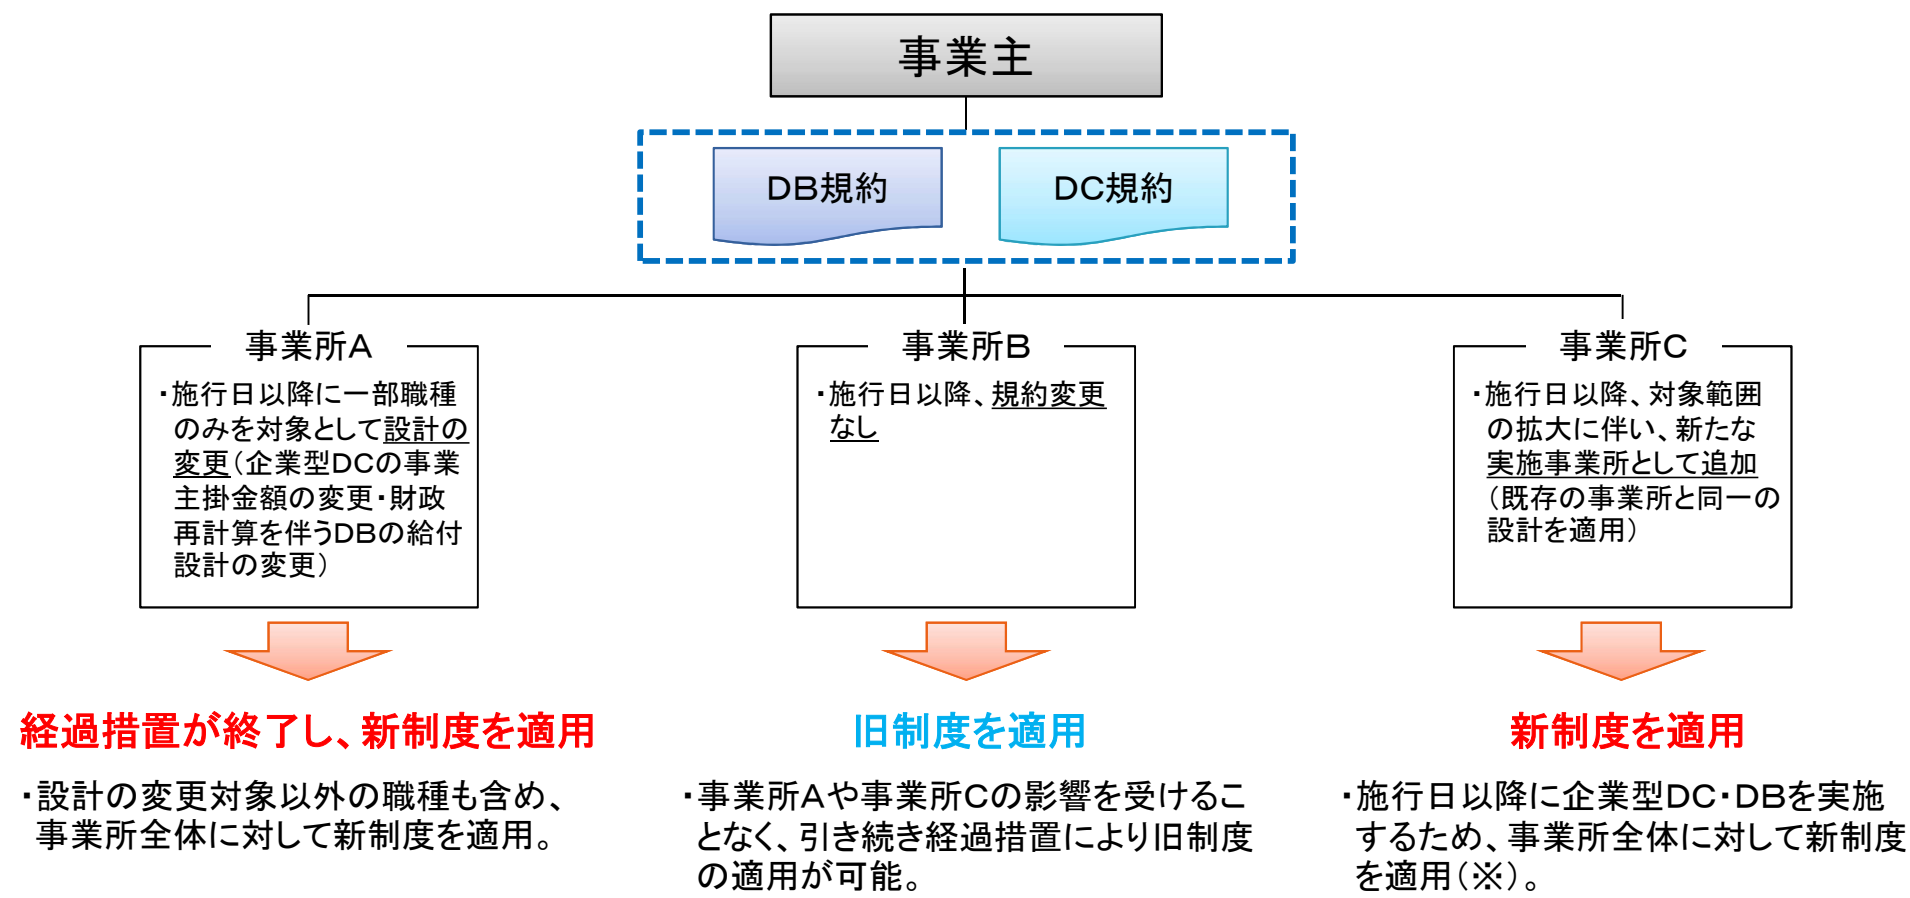 事業主
DB規約
DC規約
事業所A
・施行日以降に一部職種
のみを対象として設計の
変更(企業型DCの事業
主掛金額の変更・財政
再計算を伴うDBの給付
設計の変更)
事業所B
・施行日以降、規約変更
なし
事業所C
・施行日以降、対象範囲
の拡大に伴い、新たな
実施事業所として追加
(既存の事業所と同一の
設計を適用)
経過措置が終了し、新制度を適用
・設計の変更対象以外の職種も含め、
事業所全体に対して新制度を適用。
旧制度を適用
・事業所Aや事業所Cの影響を受けるこ
となく、引き続き経過措置により旧制度
の適用が可能。
新制度を適用
・施行日以降に企業型DC・DBを実施
するため、事業所全体に対して新制度
を適用(※)。